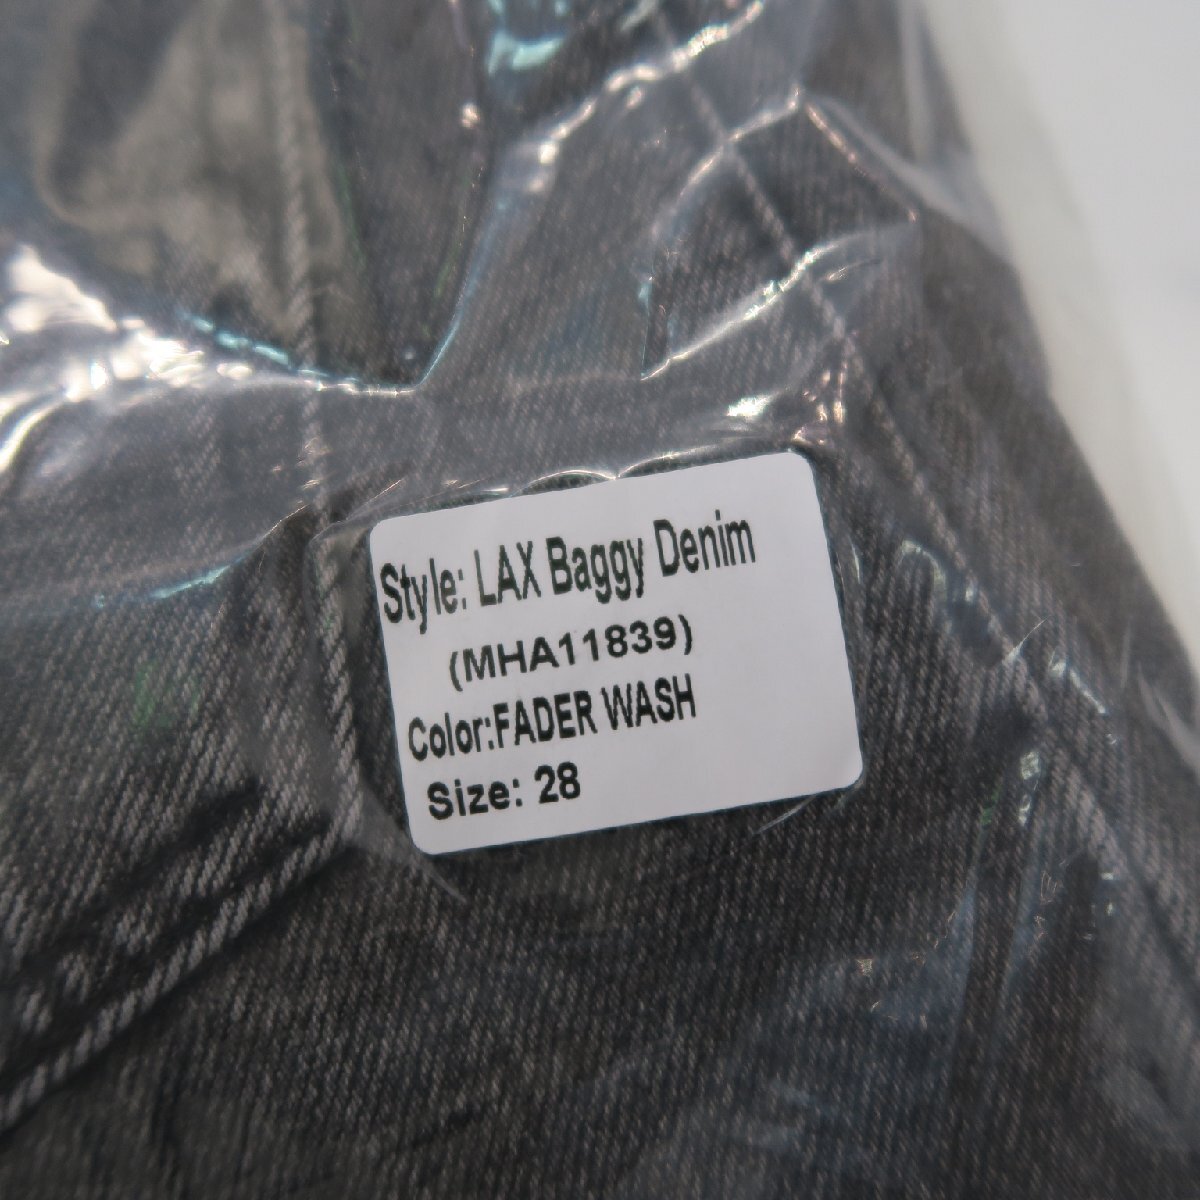 Style: LAX Baggy Denim
(MHA11839)
Color:FADER WASH
Size: 28